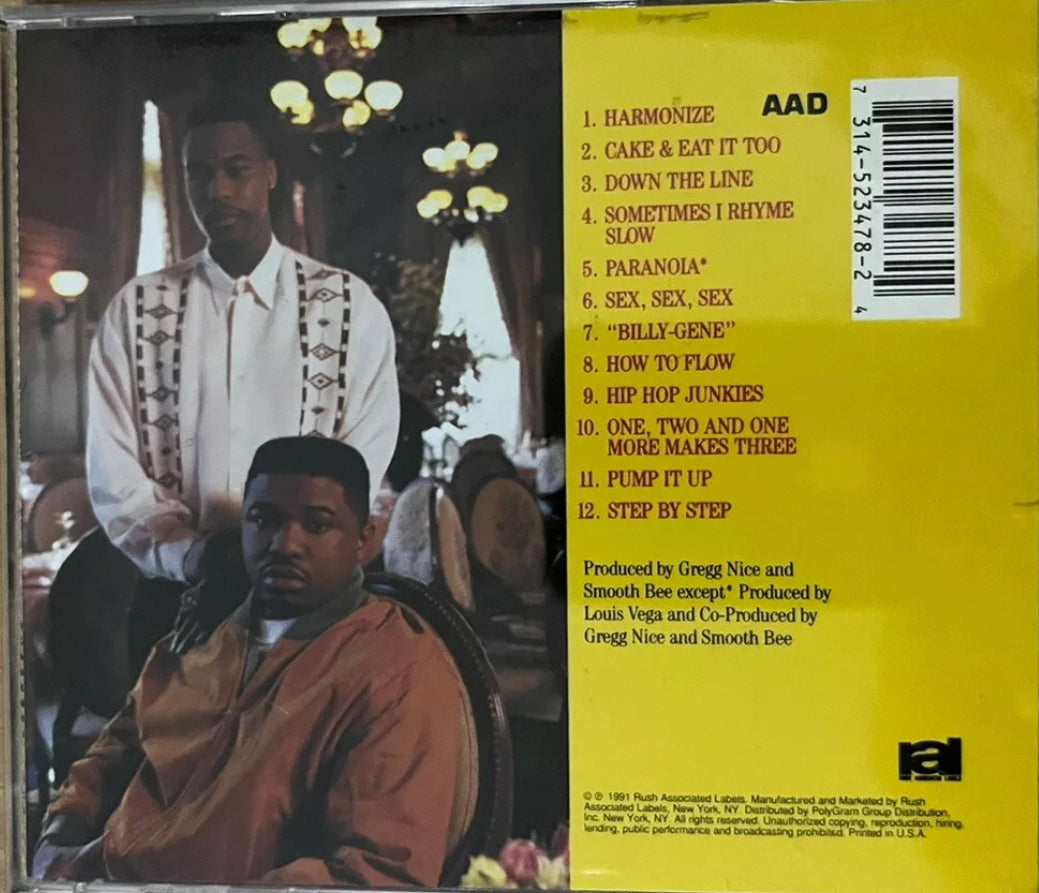 AAD
1. HARMONIZE
2. CAKE & EAT IT TOO
3. DOWN THE LINE
4. SOMETIMES I RHYME
SLOW
5. PARANOIA*
6. SEX, SEX, SEX
7. “BILLY-GENE”
8. HOW TO FLOW
9. HIP HOP JUNKIES
10. ONE, TWO AND ONE
MORE MAKES THREE
11. PUMP IT UP
12. STEP BY STEP
7 314-523478-2 4
Produced by Gregg Nice and
Smooth Bee except* Produced by
Louis Vega and Co-Produced by
Gregg Nice and Smooth Bee
ral
RUSH ASSOCIATED LABELS
© ℗ 1991 Rush Associated Labels. Manufactured and Marketed by Rush
Associated Labels, New York, NY. Distributed by PolyGram Group Distribution,
Inc. New York, NY. All rights reserved. Unauthorized copying, reproduction, hiring,
lending, public performance and broadcasting prohibited. Printed in U.S.A.